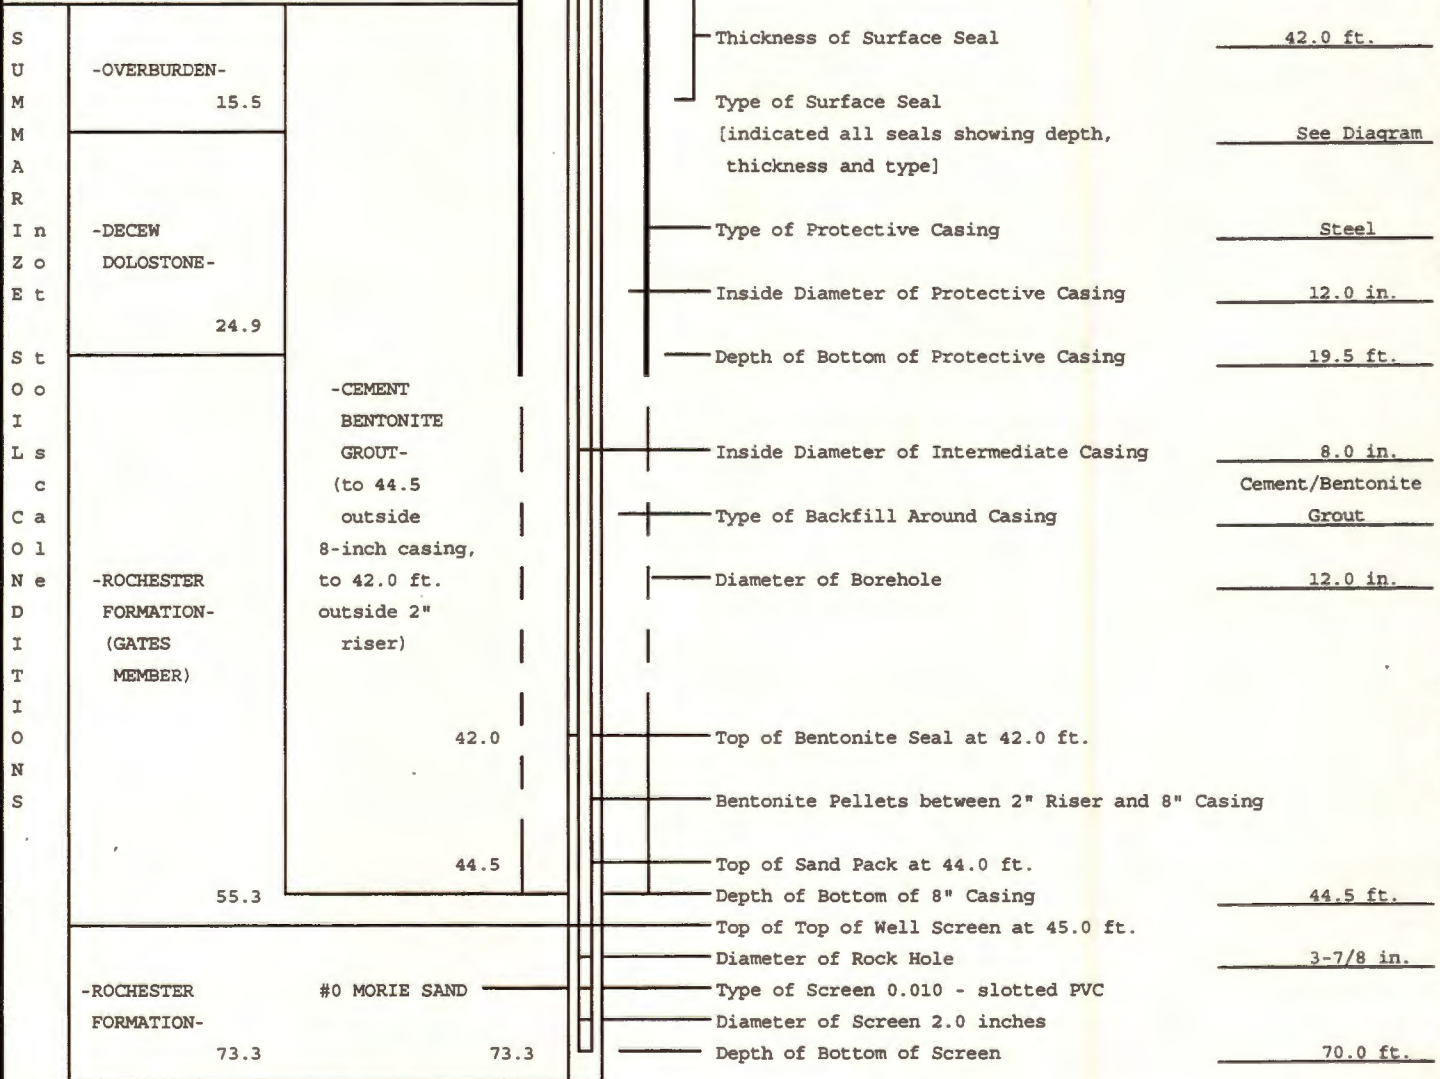 SUMMARIZE SOIL CONDITIONS
not to scale
-OVERBURDEN-
15.5
-DECEW
DOLOSTONE-
24.9
-ROCHESTER
FORMATION-
(GATES
MEMBER)
55.3
-ROCHESTER
FORMATION-
73.3
-CEMENT
BENTONITE
GROUT-
(to 44.5
outside
8-inch casing,
to 42.0 ft.
outside 2"
riser)
42.0
44.5
#0 MORIE SAND
73.3
Thickness of Surface Seal 42.0 ft.
Type of Surface Seal
[indicated all seals showing depth, See Diagram
thickness and type]
Type of Protective Casing Steel
Inside Diameter of Protective Casing 12.0 in.
Depth of Bottom of Protective Casing 19.5 ft.
Inside Diameter of Intermediate Casing 8.0 in.
Cement/Bentonite
Type of Backfill Around Casing Grout
Diameter of Borehole 12.0 in.
Top of Bentonite Seal at 42.0 ft.
Bentonite Pellets between 2" Riser and 8" Casing
Top of Sand Pack at 44.0 ft.
Depth of Bottom of 8" Casing 44.5 ft.
Top of Top of Well Screen at 45.0 ft.
Diameter of Rock Hole 3-7/8 in.
Type of Screen 0.010 - slotted PVC
Diameter of Screen 2.0 inches
Depth of Bottom of Screen 70.0 ft.